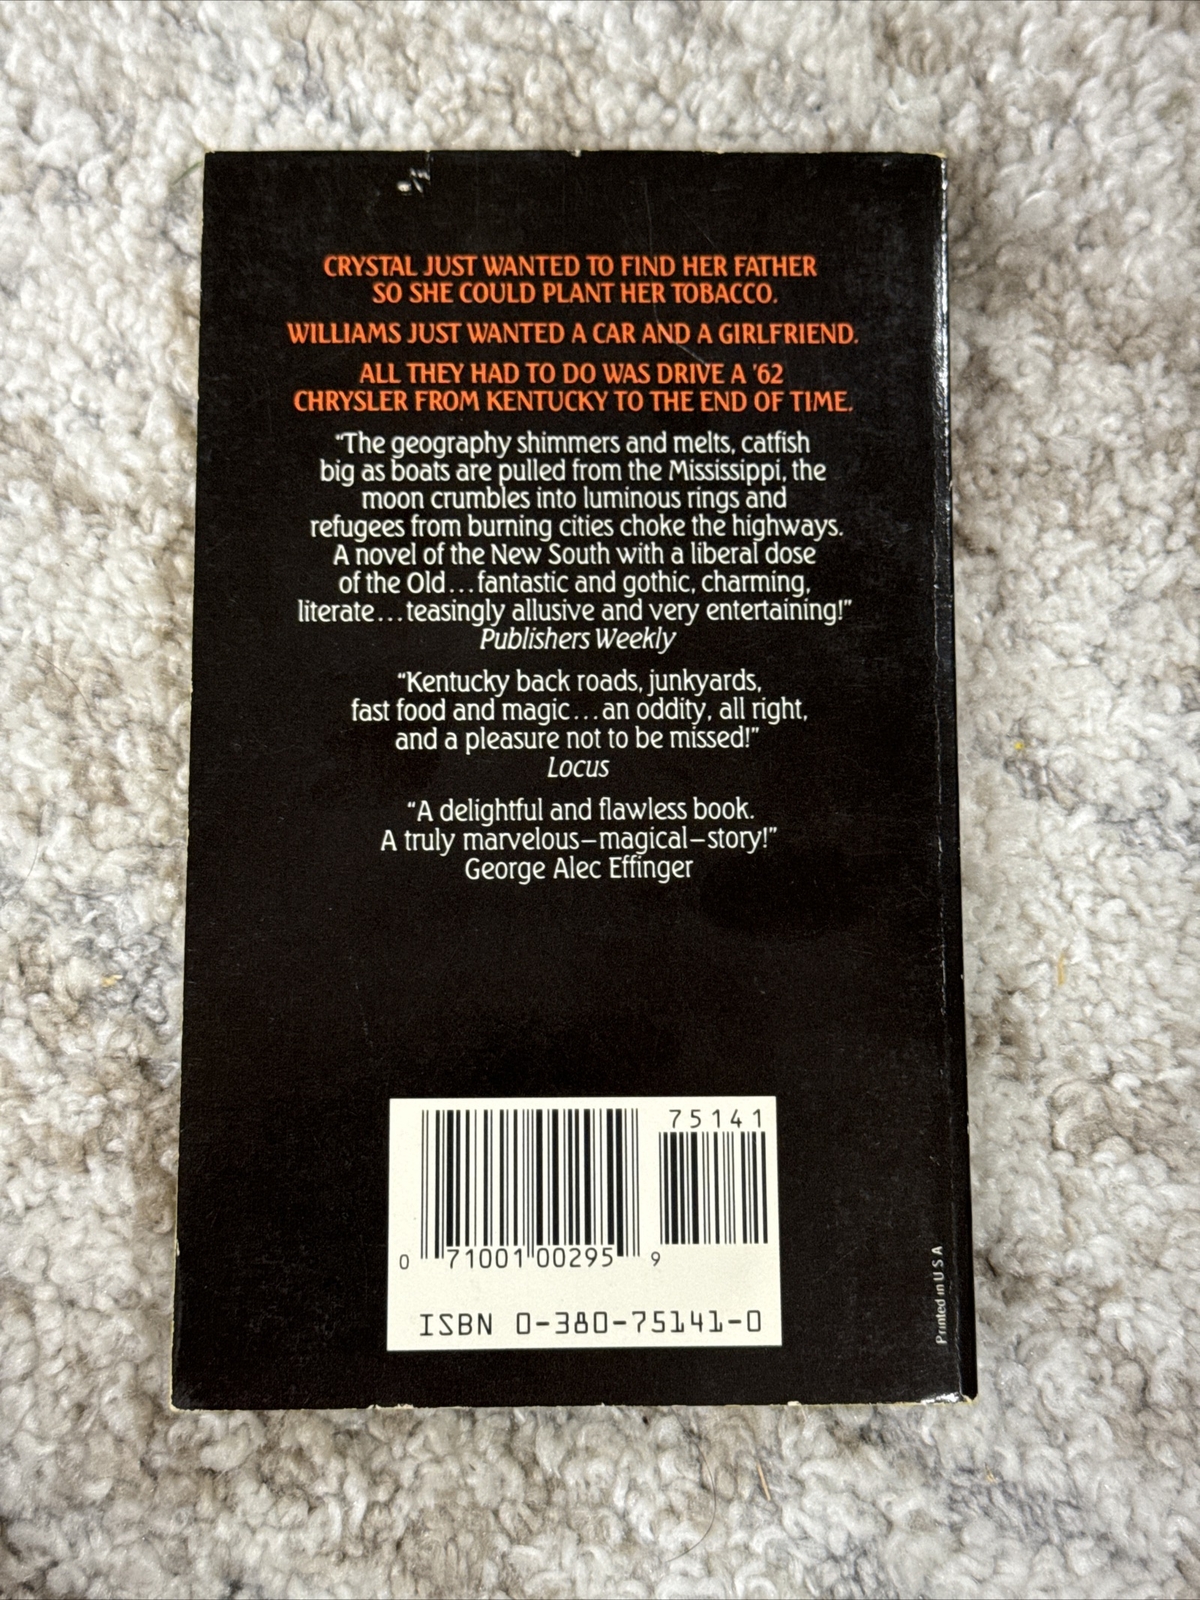 CRYSTAL JUST WANTED TO FIND HER FATHER
SO SHE COULD PLANT HER TOBACCO.
WILLIAMS JUST WANTED A CAR AND A GIRLFRIEND.
ALL THEY HAD TO DO WAS DRIVE A '62
CHRYSLER FROM KENTUCKY TO THE END OF TIME.
“The geography shimmers and melts, catfish
big as boats are pulled from the Mississippi, the
moon crumbles into luminous rings and
refugees from burning cities choke the highways.
A novel of the New South with a liberal dose
of the Old...fantastic and gothic, charming,
literate...teasingly allusive and very entertaining!”
Publishers Weekly
“Kentucky back roads, junkyards,
fast food and magic...an oddity, all right,
and a pleasure not to be missed!”
Locus
“A delightful and flawless book.
A truly marvelous–magical–story!”
George Alec Effinger
75141
0 71001 00295 9
ISBN 0-380-75141-0
Printed in U S A